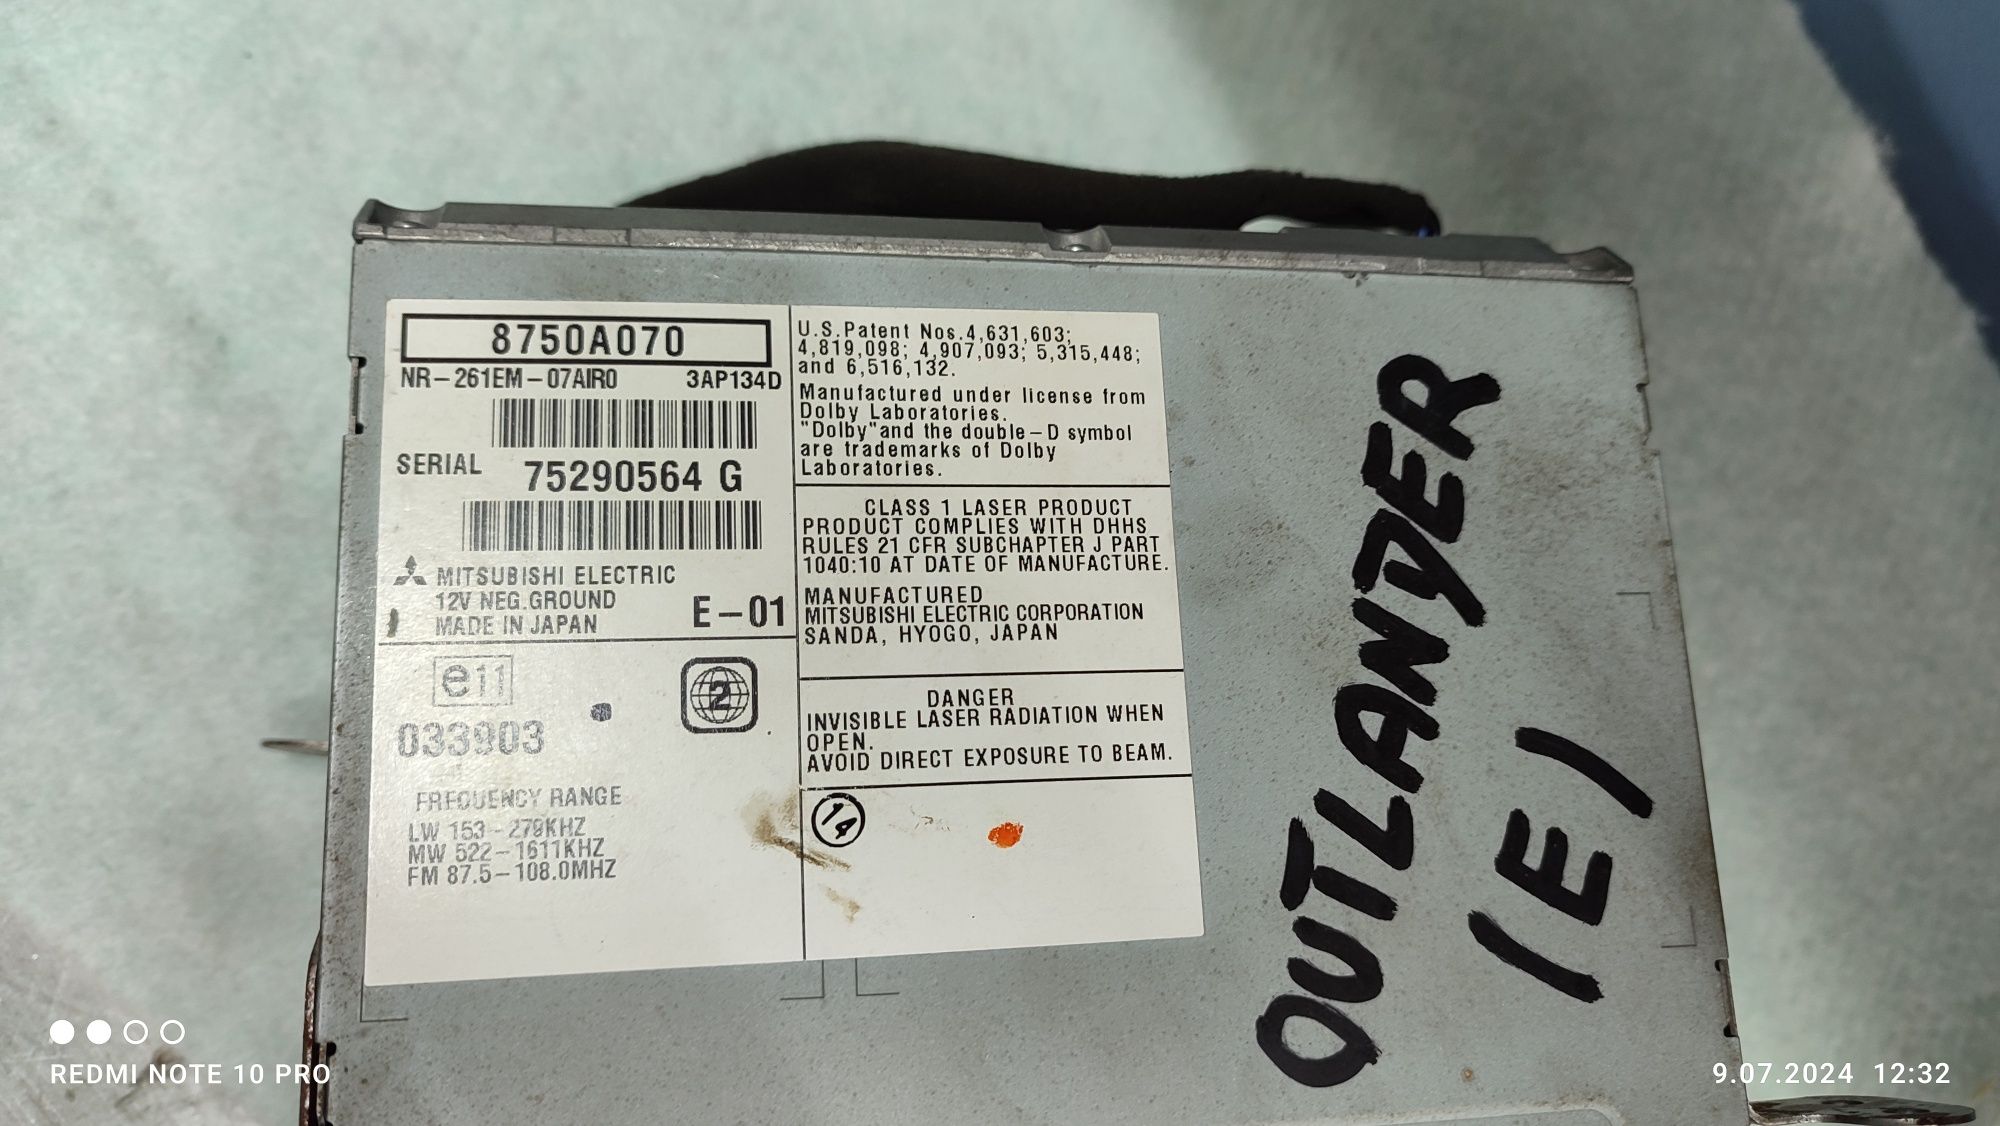 8750A070
NR-261EM-07AIR0 3AP134D
SERIAL 75290564 G
MITSUBISHI ELECTRIC
12V NEG.GROUND
MADE IN JAPAN
E-01
e11
2
033903
FREQUENCY RANGE
LW 153-279KHZ
MW 522-1611KHZ
FM 87.5-108.0MHZ
U.S.Patent Nos.4,631,603;
4,819,098; 4,907,093; 5,315,448;
and 6,516,132.
Manufactured under license from
Dolby Laboratories.
"Dolby"and the double-D symbol
are trademarks of Dolby
Laboratories.
CLASS 1 LASER PRODUCT
PRODUCT COMPLIES WITH DHHS
RULES 21 CFR SUBCHAPTER J PART
1040:10 AT DATE OF MANUFACTURE.
MANUFACTURED
MITSUBISHI ELECTRIC CORPORATION
SANDA, HYOGO, JAPAN
DANGER
INVISIBLE LASER RADIATION WHEN
OPEN.
AVOID DIRECT EXPOSURE TO BEAM.
14
OUTLANDER
(E)
REDMI NOTE 10 PRO
9.07.2024 12:32